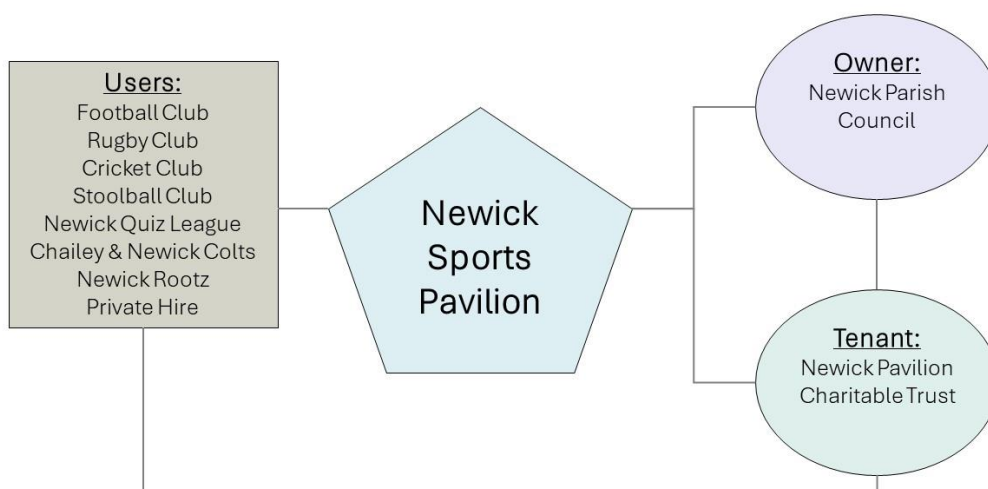 Users:
Football Club
Rugby Club
Cricket Club
Stoolball Club
Newick Quiz League
Chailey & Newick Colts
Newick Rootz
Private Hire
Newick
Sports
Pavilion
Owner:
Newick Parish
Council
Tenant:
Newick Pavilion
Charitable Trust